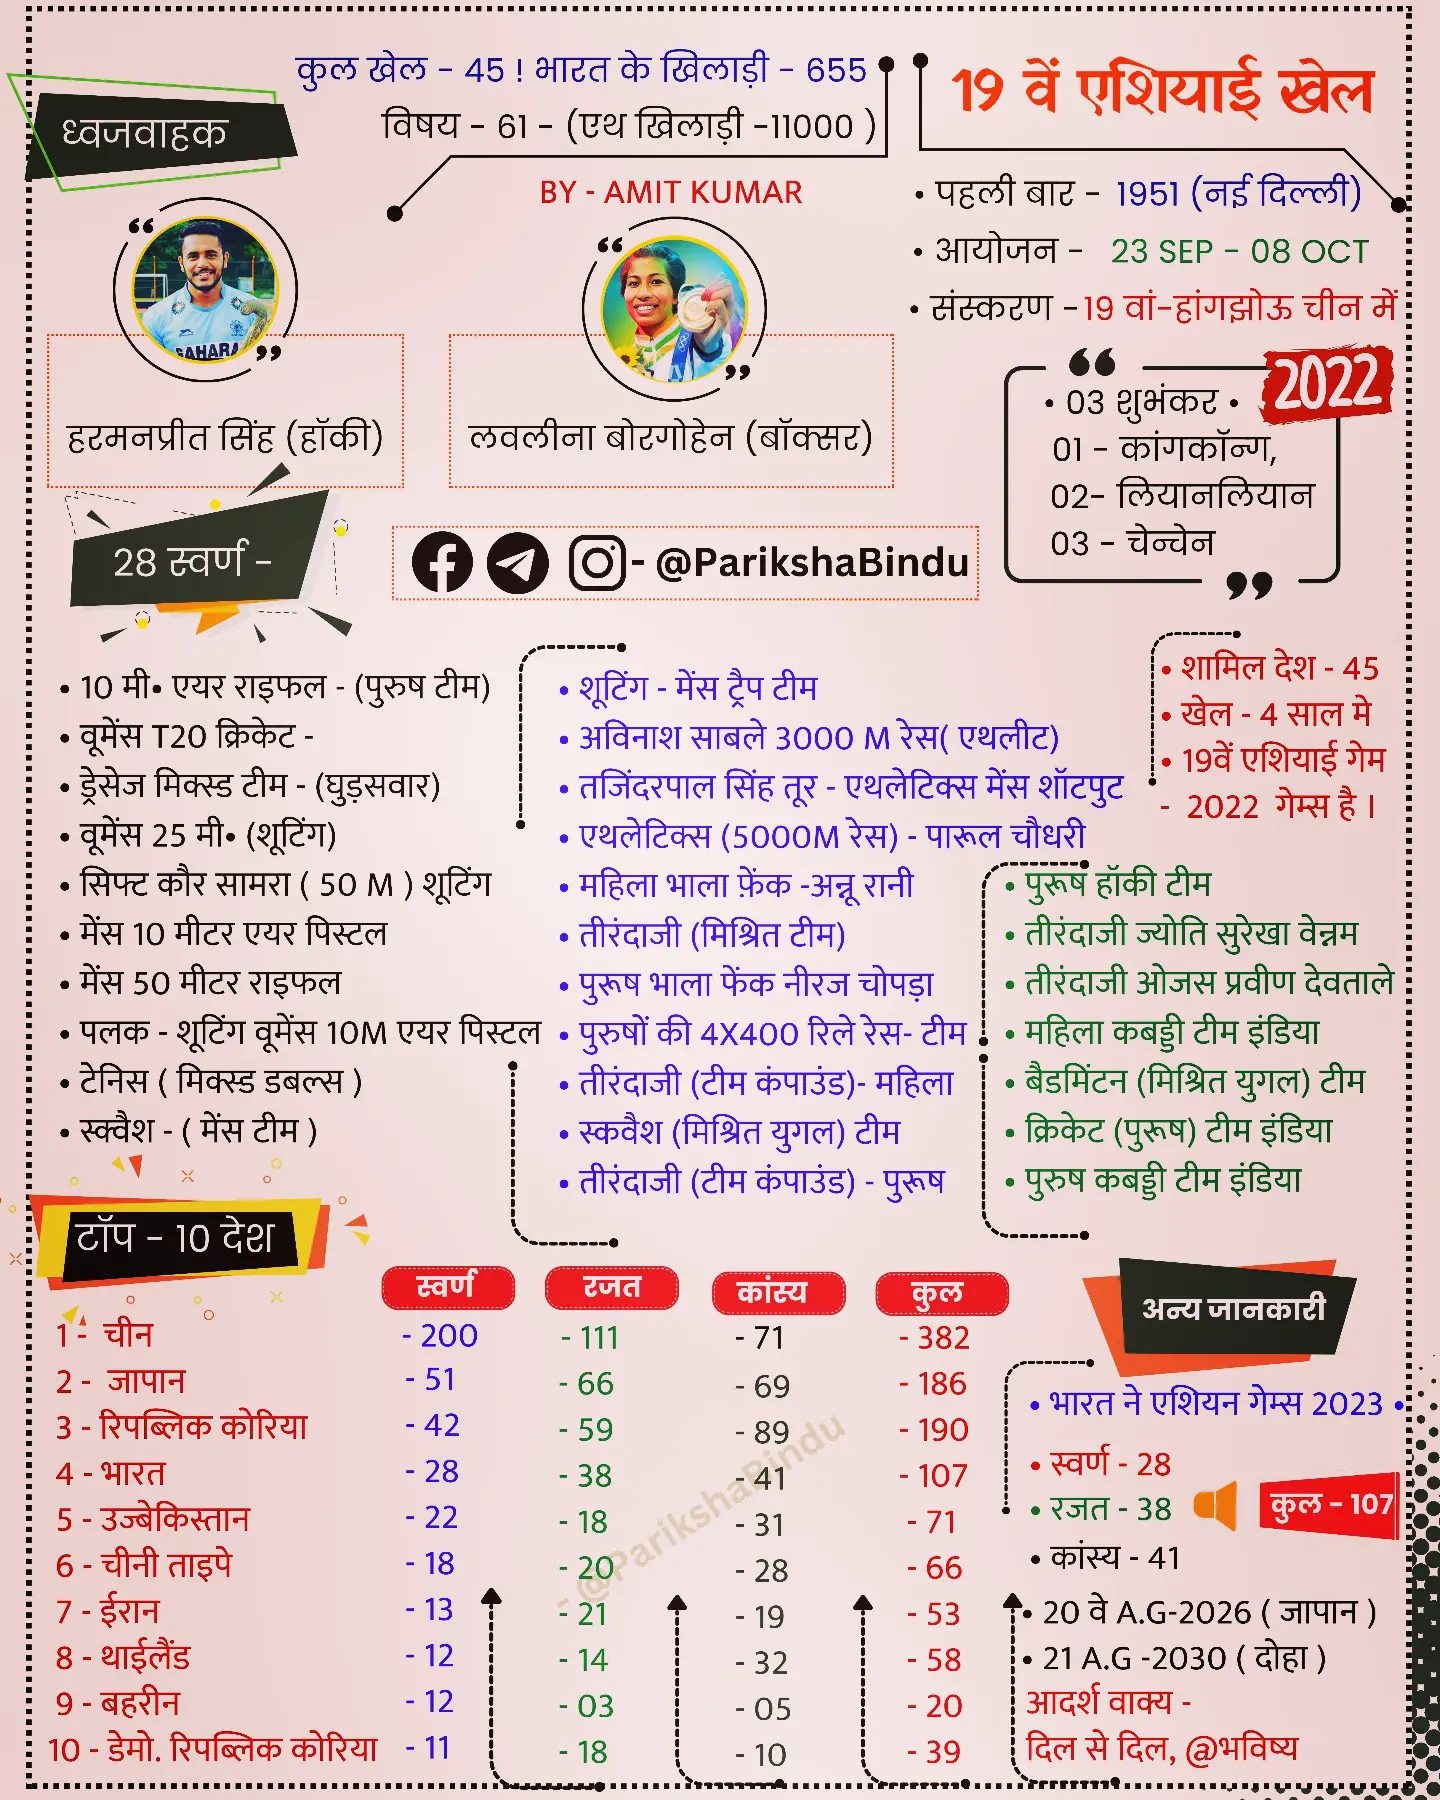 कुल खेल - 45 ! भारत के खिलाड़ी - 655
विषय - 61 - (एथ खिलाड़ी -11000 )
19 वें एशियाई खेल
ध्वजवाहक
BY - AMIT KUMAR
• पहली बार - 1951 (नई दिल्ली)
• आयोजन - 23 SEP - 08 OCT
• संस्करण - 19 वां-हांगझोऊ चीन में
SAHARA
हरमनप्रीत सिंह (हॉकी)
लवलीना बोरगोहेन (बॉक्सर)
2022
• 03 शुभंकर •
01 - कांगकॉन्ग,
02- लियानलियान
03 - चेन्चेन
28 स्वर्ण -
- @ParikshaBindu
• 10 मी• एयर राइफल - (पुरुष टीम)
• वूमेंस T20 क्रिकेट -
• ड्रेसेज मिक्स्ड टीम - (घुड़सवार)
• वूमेंस 25 मी• (शूटिंग)
• सिफ्ट कौर सामरा ( 50 M ) शूटिंग
• मेंस 10 मीटर एयर पिस्टल
• मेंस 50 मीटर राइफल
• पलक - शूटिंग वूमेंस 10M एयर पिस्टल
• टेनिस ( मिक्स्ड डबल्स )
• स्क्वैश - ( मेंस टीम )
• शूटिंग - मेंस ट्रैप टीम
• अविनाश साबले 3000 M रेस( एथलीट)
• तजिंदरपाल सिंह तूर - एथलेटिक्स मेंस शॉटपुट
• एथलेटिक्स (5000M रेस) - पारूल चौधरी
• महिला भाला फ़ेंक -अन्नू रानी
• तीरंदाजी (मिश्रित टीम)
• पुरूष भाला फेंक नीरज चोपड़ा
• पुरुषों की 4X400 रिले रेस- टीम
• तीरंदाजी (टीम कंपाउंड)- महिला
• स्कवैश (मिश्रित युगल) टीम
• तीरंदाजी (टीम कंपाउंड) - पुरूष
• शामिल देश - 45
• खेल - 4 साल मे
• 19वें एशियाई गेम
- 2022 गेम्स है ।
• पुरूष हॉकी टीम
• तीरंदाजी ज्योति सुरेखा वेन्नम
• तीरंदाजी ओजस प्रवीण देवताले
• महिला कबड्डी टीम इंडिया
• बैडमिंटन (मिश्रित युगल) टीम
• क्रिकेट (पुरूष) टीम इंडिया
• पुरुष कबड्डी टीम इंडिया
टॉप - 10 देश
स्वर्ण रजत कांस्य कुल
1 - चीन - 200 - 111 - 71 - 382
2 - जापान - 51 - 66 - 69 - 186
3 - रिपब्लिक कोरिया - 42 - 59 - 89 - 190
4 - भारत - 28 - 38 - 41 - 107
5 - उज्बेकिस्तान - 22 - 18 - 31 - 71
6 - चीनी ताइपे - 18 - 20 - 28 - 66
7 - ईरान - 13 - 21 - 19 - 53
8 - थाईलैंड - 12 - 14 - 32 - 58
9 - बहरीन - 12 - 03 - 05 - 20
10 - डेमो. रिपब्लिक कोरिया - 11 - 18 - 10 - 39
- @ParikshaBindu
अन्य जानकारी
• भारत ने एशियन गेम्स 2023 •
• स्वर्ण - 28
• रजत - 38
कुल - 107
• कांस्य - 41
• 20 वे A.G-2026 ( जापान )
• 21 A.G -2030 ( दोहा )
आदर्श वाक्य -
दिल से दिल, @भविष्य